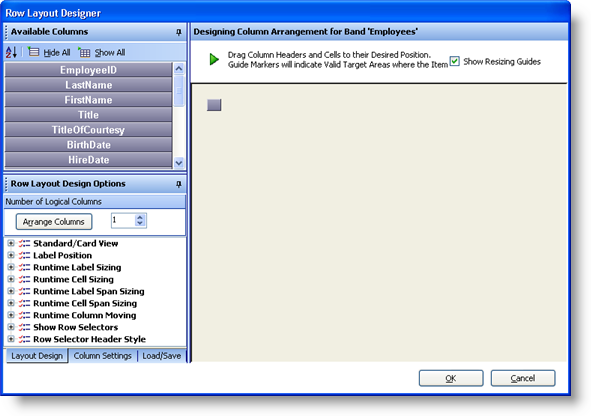 Row Layout Designer
Available Columns
Hide All
Show All
EmployeeID
LastName
FirstName
Title
TitleOfCourtesy
BirthDate
HireDate
Row Layout Design Options
Number of Logical Columns
Arrange Columns
1
Standard/Card View
Label Position
Runtime Label Sizing
Runtime Cell Sizing
Runtime Label Span Sizing
Runtime Cell Span Sizing
Runtime Column Moving
Show Row Selectors
Row Selector Header Style
Layout Design
Column Settings
Load/Save
Designing Column Arrangement for Band 'Employees'
Drag Column Headers and Cells to their Desired Position.
Guide Markers will indicate Valid Target Areas where the Item
Show Resizing Guides
OK
Cancel